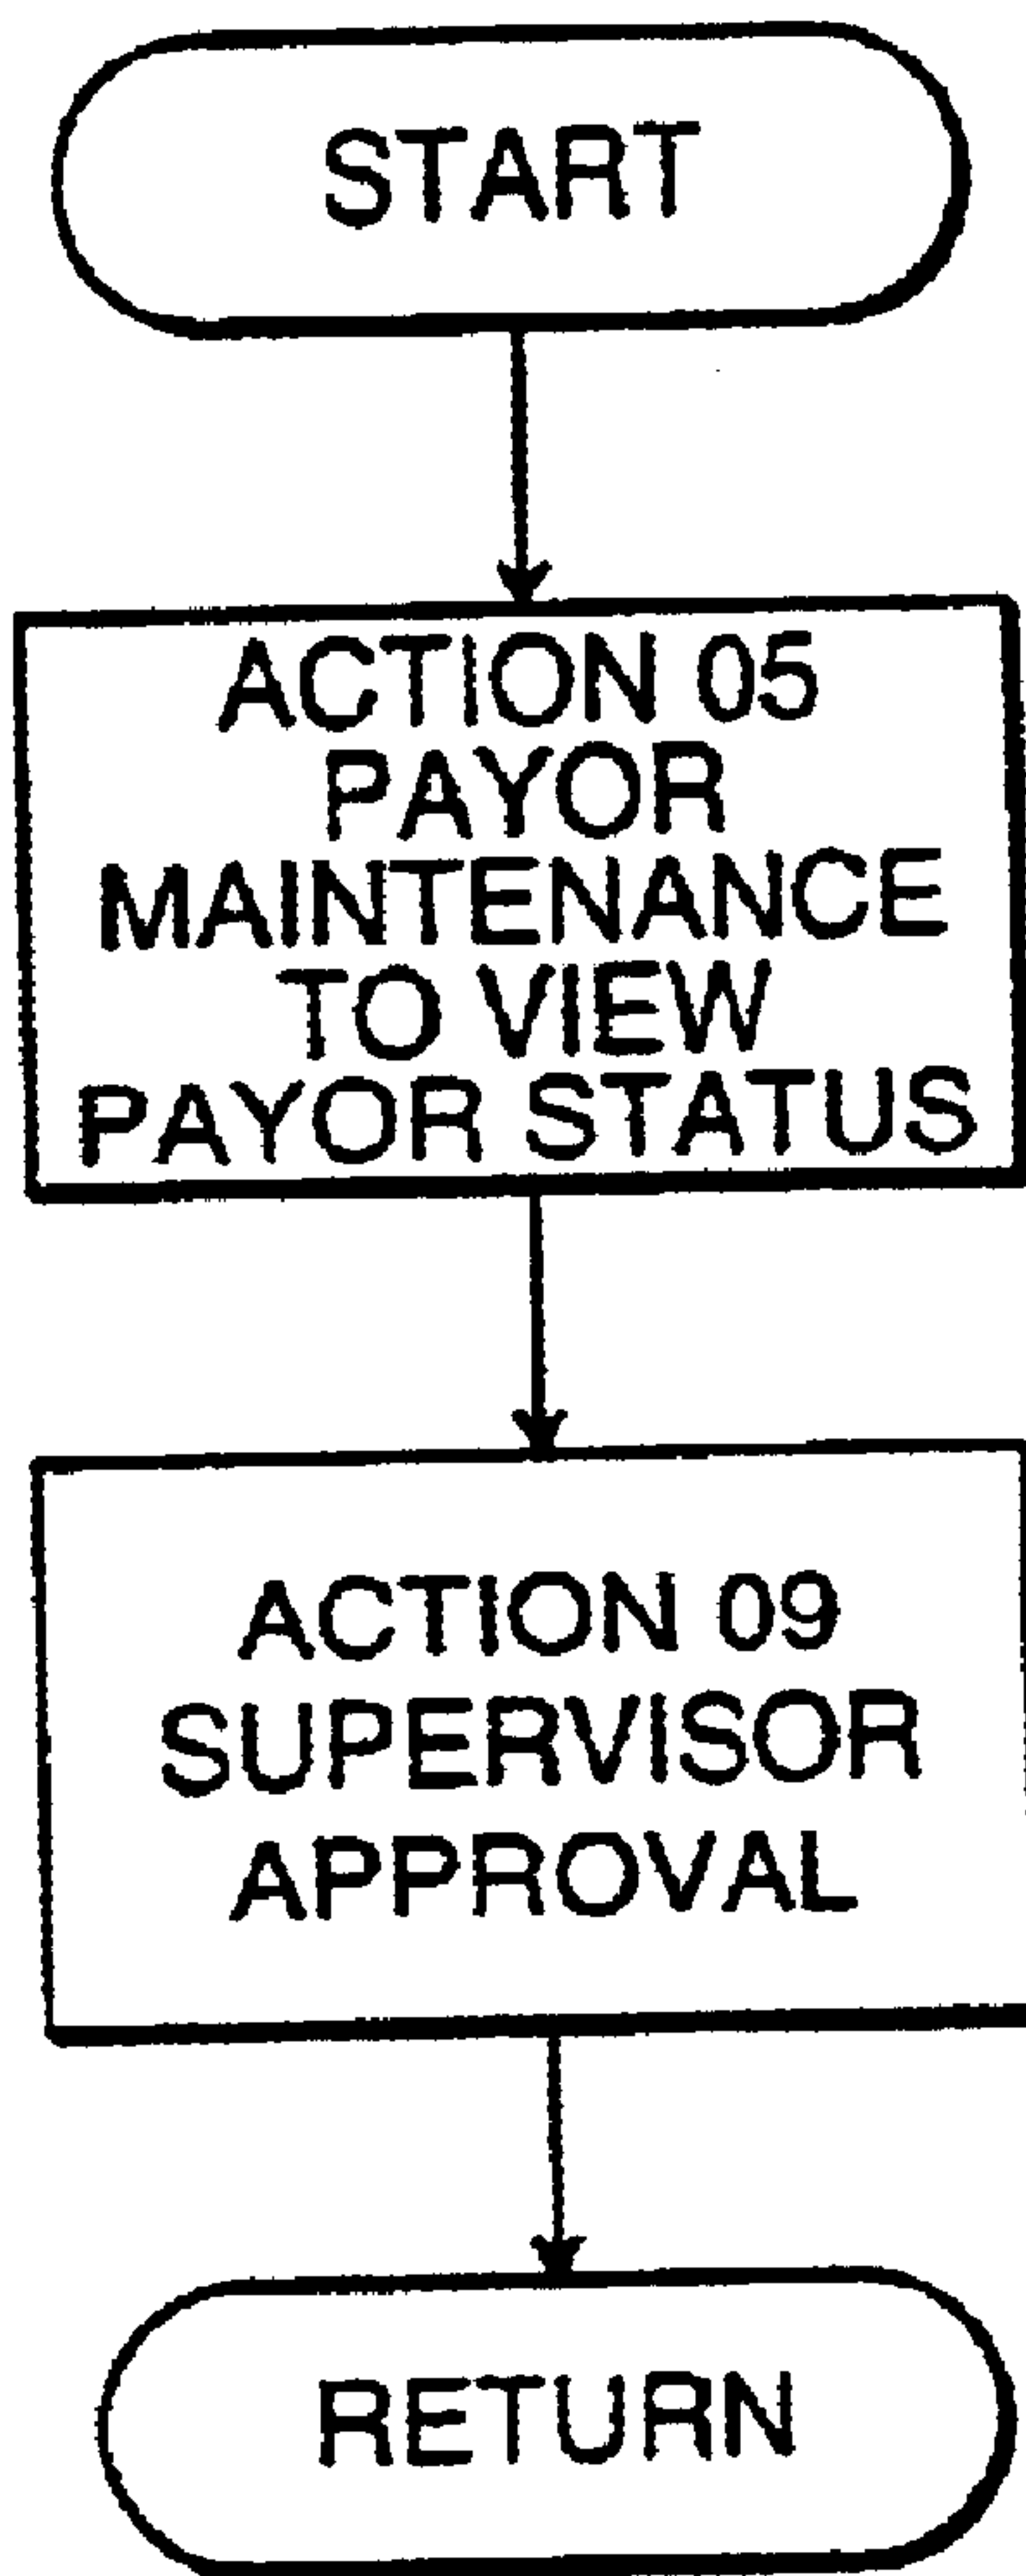 START
ACTION 05
PAYOR
MAINTENANCE
TO VIEW
PAYOR STATUS
ACTION 09
SUPERVISOR
APPROVAL
RETURN